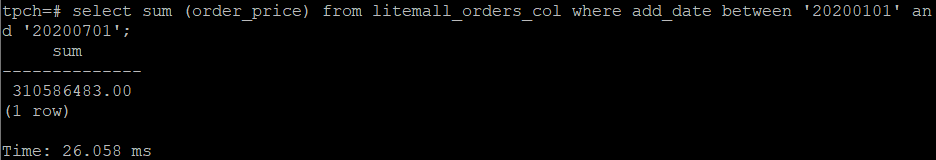 tpch=# select sum (order_price) from litemall_orders_col where add_date between '20200101' an
d '20200701';
sum
--------------
310586483.00
(1 row)
Time: 26.058 ms